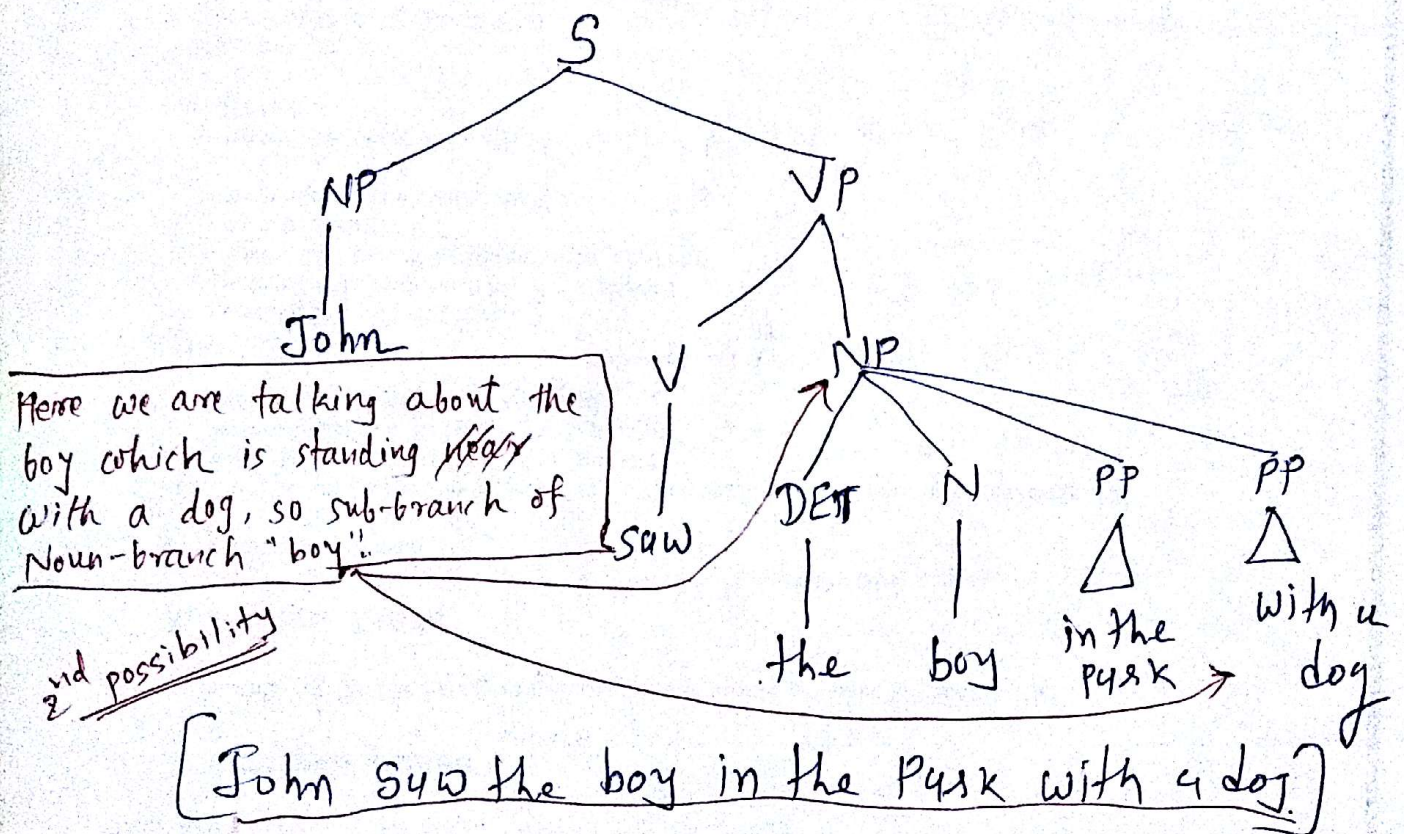 S
NP VP
John
V NP
Here we are talking about the
boy which is standing near
with a dog, so sub-branch of
Noun-branch "boy".
saw
DET N PP PP
the boy in the park with a dog
2nd possibility
[John saw the boy in the Park with a dog.]